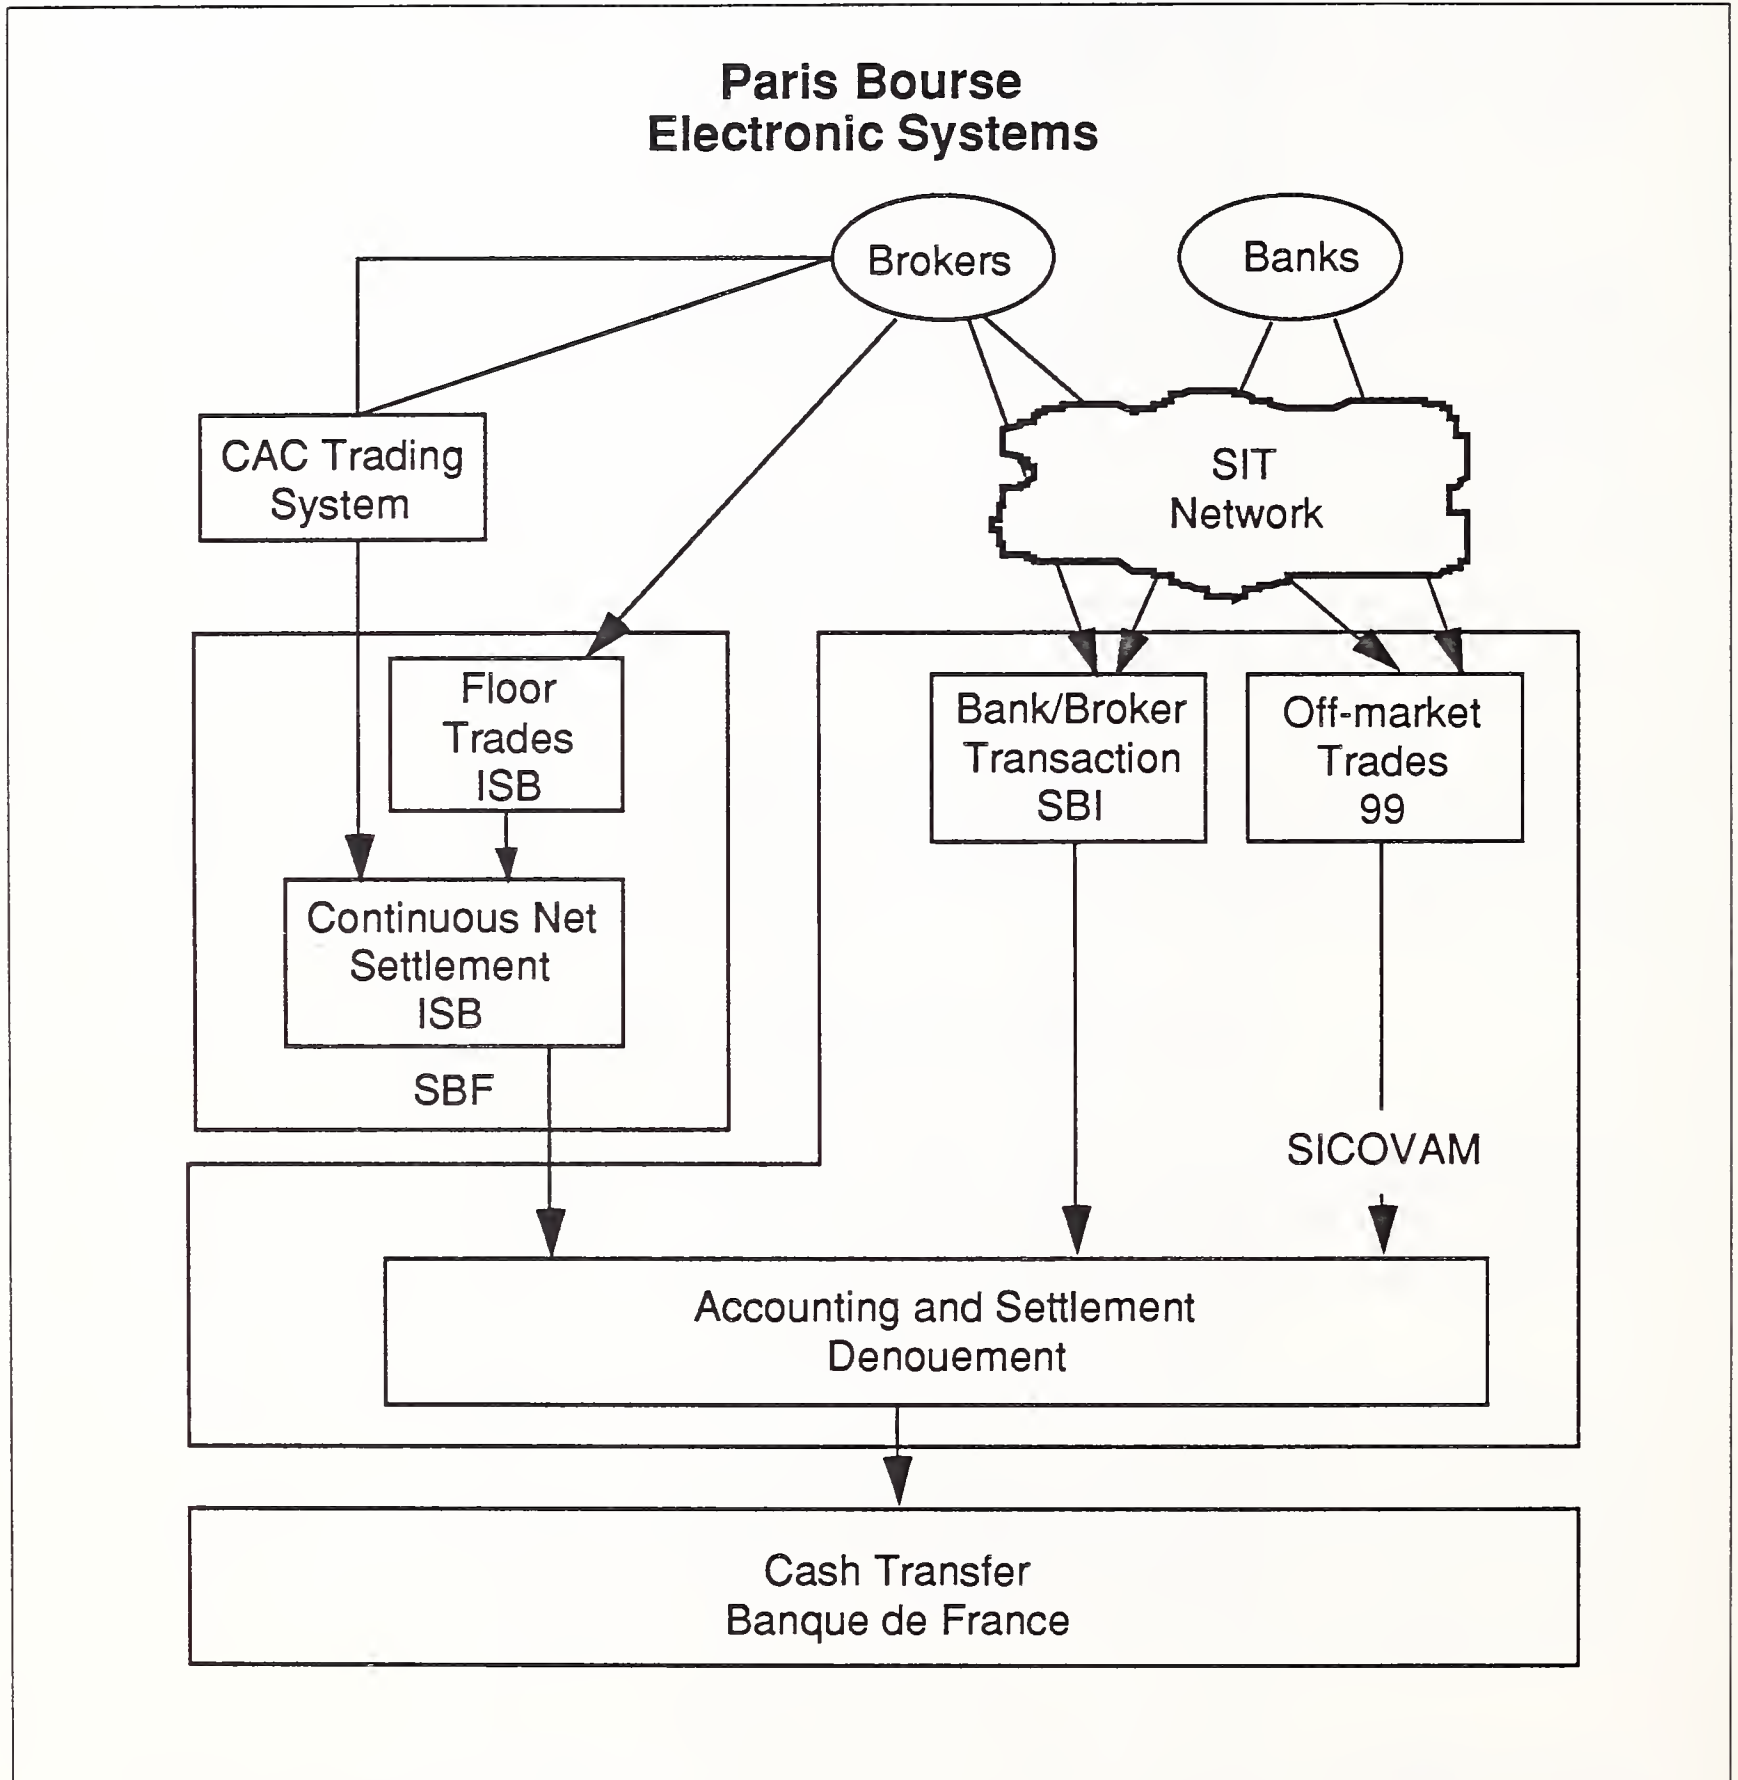 Paris Bourse
Electronic Systems
Brokers
Banks
CAC Trading
System
SIT
Network
Floor
Trades
ISB
Bank/Broker
Transaction
SBI
Off-market
Trades
99
Continuous Net
Settlement
ISB
SBF
SICOVAM
Accounting and Settlement
Denouement
Cash Transfer
Banque de France